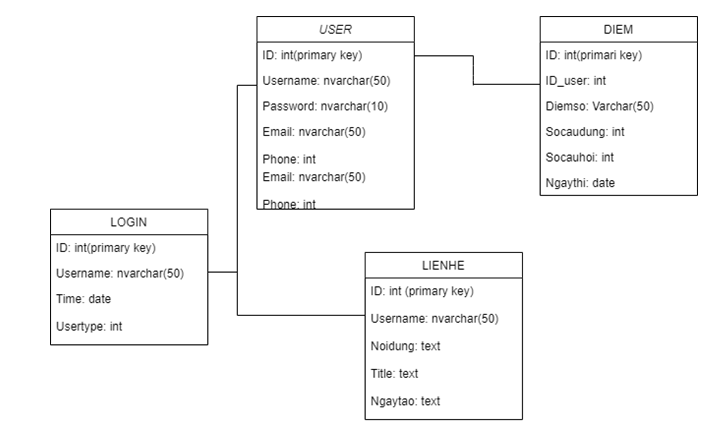 USER
ID: int(primary key)
Username: nvarchar(50)
Password: nvarchar(10)
Email: nvarchar(50)
Phone: int
Email: nvarchar(50)
Phone: int
DIEM
ID: int(primari key)
ID_user: int
Diemso: Varchar(50)
Socaudung: int
Socauhoi: int
Ngaythi: date
LOGIN
ID: int(primary key)
Username: nvarchar(50)
Time: date
Usertype: int
LIENHE
ID: int (primary key)
Username: nvarchar(50)
Noidung: text
Title: text
Ngaytao: text